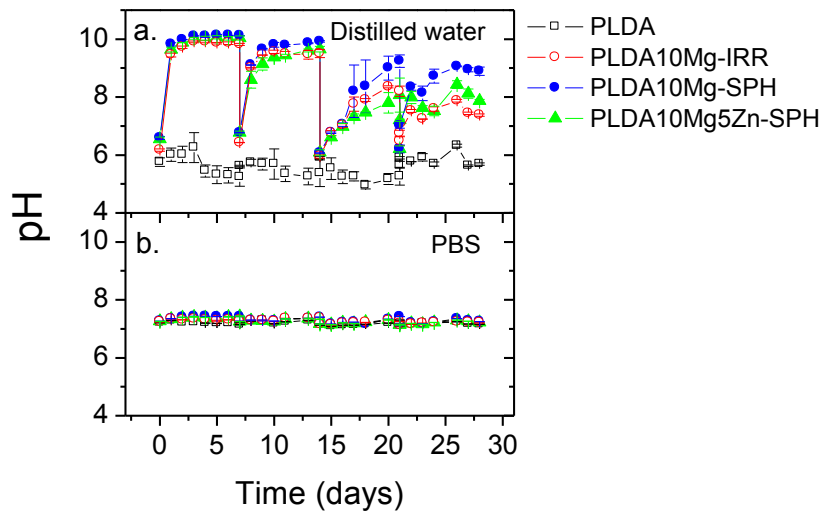 a.
Distilled water
10
8
6
4
b.
PBS
10
8
6
4
pH
0 5 10 15 20 25 30
Time (days)
PLDA
PLDA10Mg-IRR
PLDA10Mg-SPH
PLDA10Mg5Zn-SPH